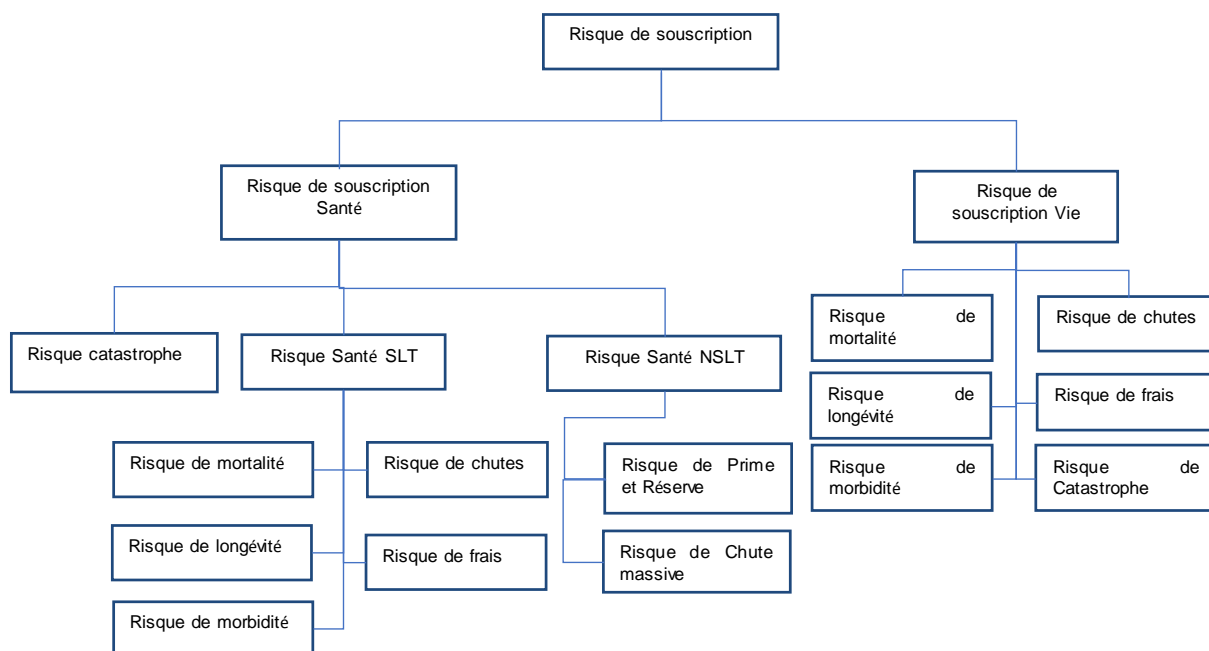 Risque de souscription
Risque de souscription
Santé
Risque de
souscription Vie
Risque catastrophe
Risque Santé SLT
Risque Santé NSLT
Risque de mortalité
Risque de chutes
Risque de longévité
Risque de frais
Risque de morbidité
Risque de Prime
et Réserve
Risque de Chute
massive
Risque de
mortalité
Risque de chutes
Risque de
longévité
Risque de frais
Risque de
morbidité
Risque de
Catastrophe